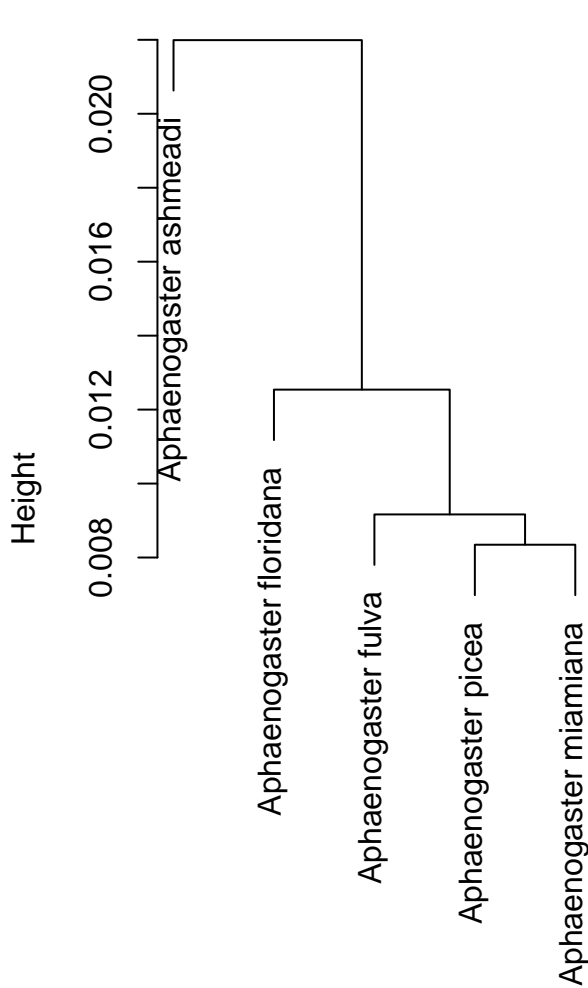 Height
0.020
0.016
0.012
0.008
Aphaenogaster ashmeadi
Aphaenogaster floridana
Aphaenogaster fulva
Aphaenogaster picea
Aphaenogaster miamiana